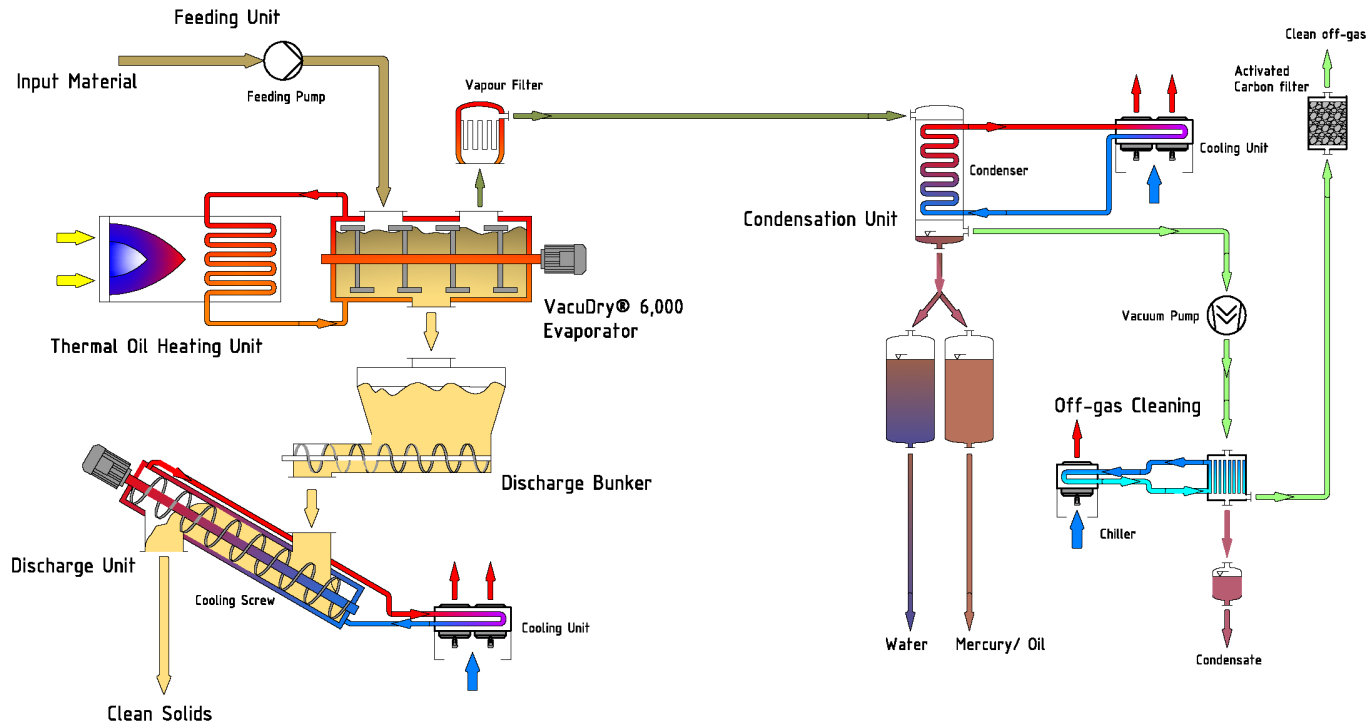 Feeding Unit
Input Material
Feeding Pump
Vapour Filter
Clean off-gas
Activated
Carbon filter
Cooling Unit
Condenser
Condensation Unit
VacuDry® 6,000
Evaporator
Thermal Oil Heating Unit
Vacuum Pump
Off-gas Cleaning
Discharge Bunker
Chiller
Discharge Unit
Cooling Screw
Cooling Unit
Water
Mercury/ Oil
Condensate
Clean Solids